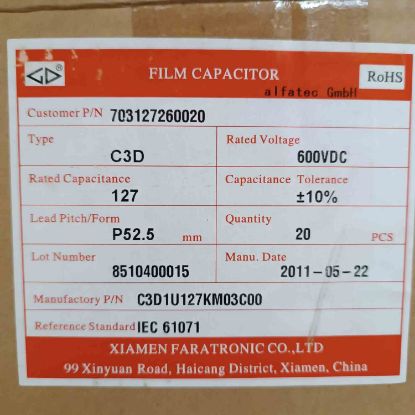 GD
FILM CAPACITOR
RoHS
alfatec GmbH
Customer P/N 703127260020
Type
Rated Voltage
C3D
600VDC
Rated Capacitance
Capacitance Tolerance
127
±10%
Lead Pitch/Form
Quantity
P52.5 mm
20 PCS
Lot Number
Manu. Date
8510400015
2011-05-22
Manufactory P/N C3D1U127KM03C00
Reference Standard IEC 61071
XIAMEN FARATRONIC CO.,LTD
99 Xinyuan Road, Haicang District, Xiamen, China